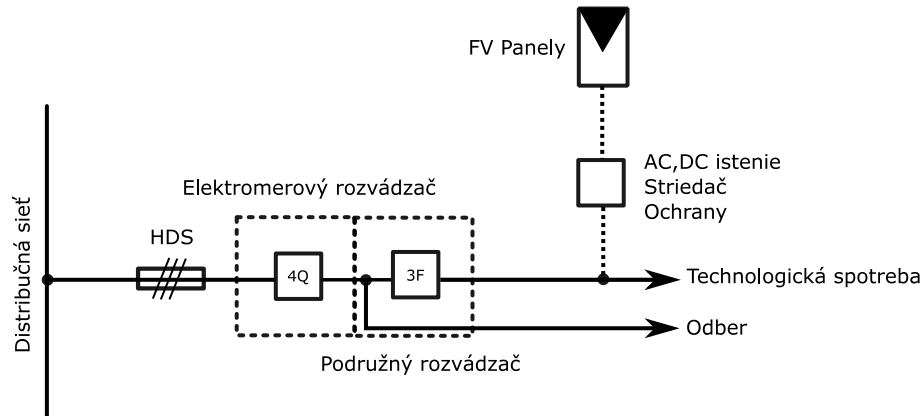 FV Panely
AC,DC istenie
Striedač
Ochrany
Elektromerový rozvádzač
HDS
Distribučná sieť
4Q
3F
Technologická spotreba
Odber
Podružný rozvádzač